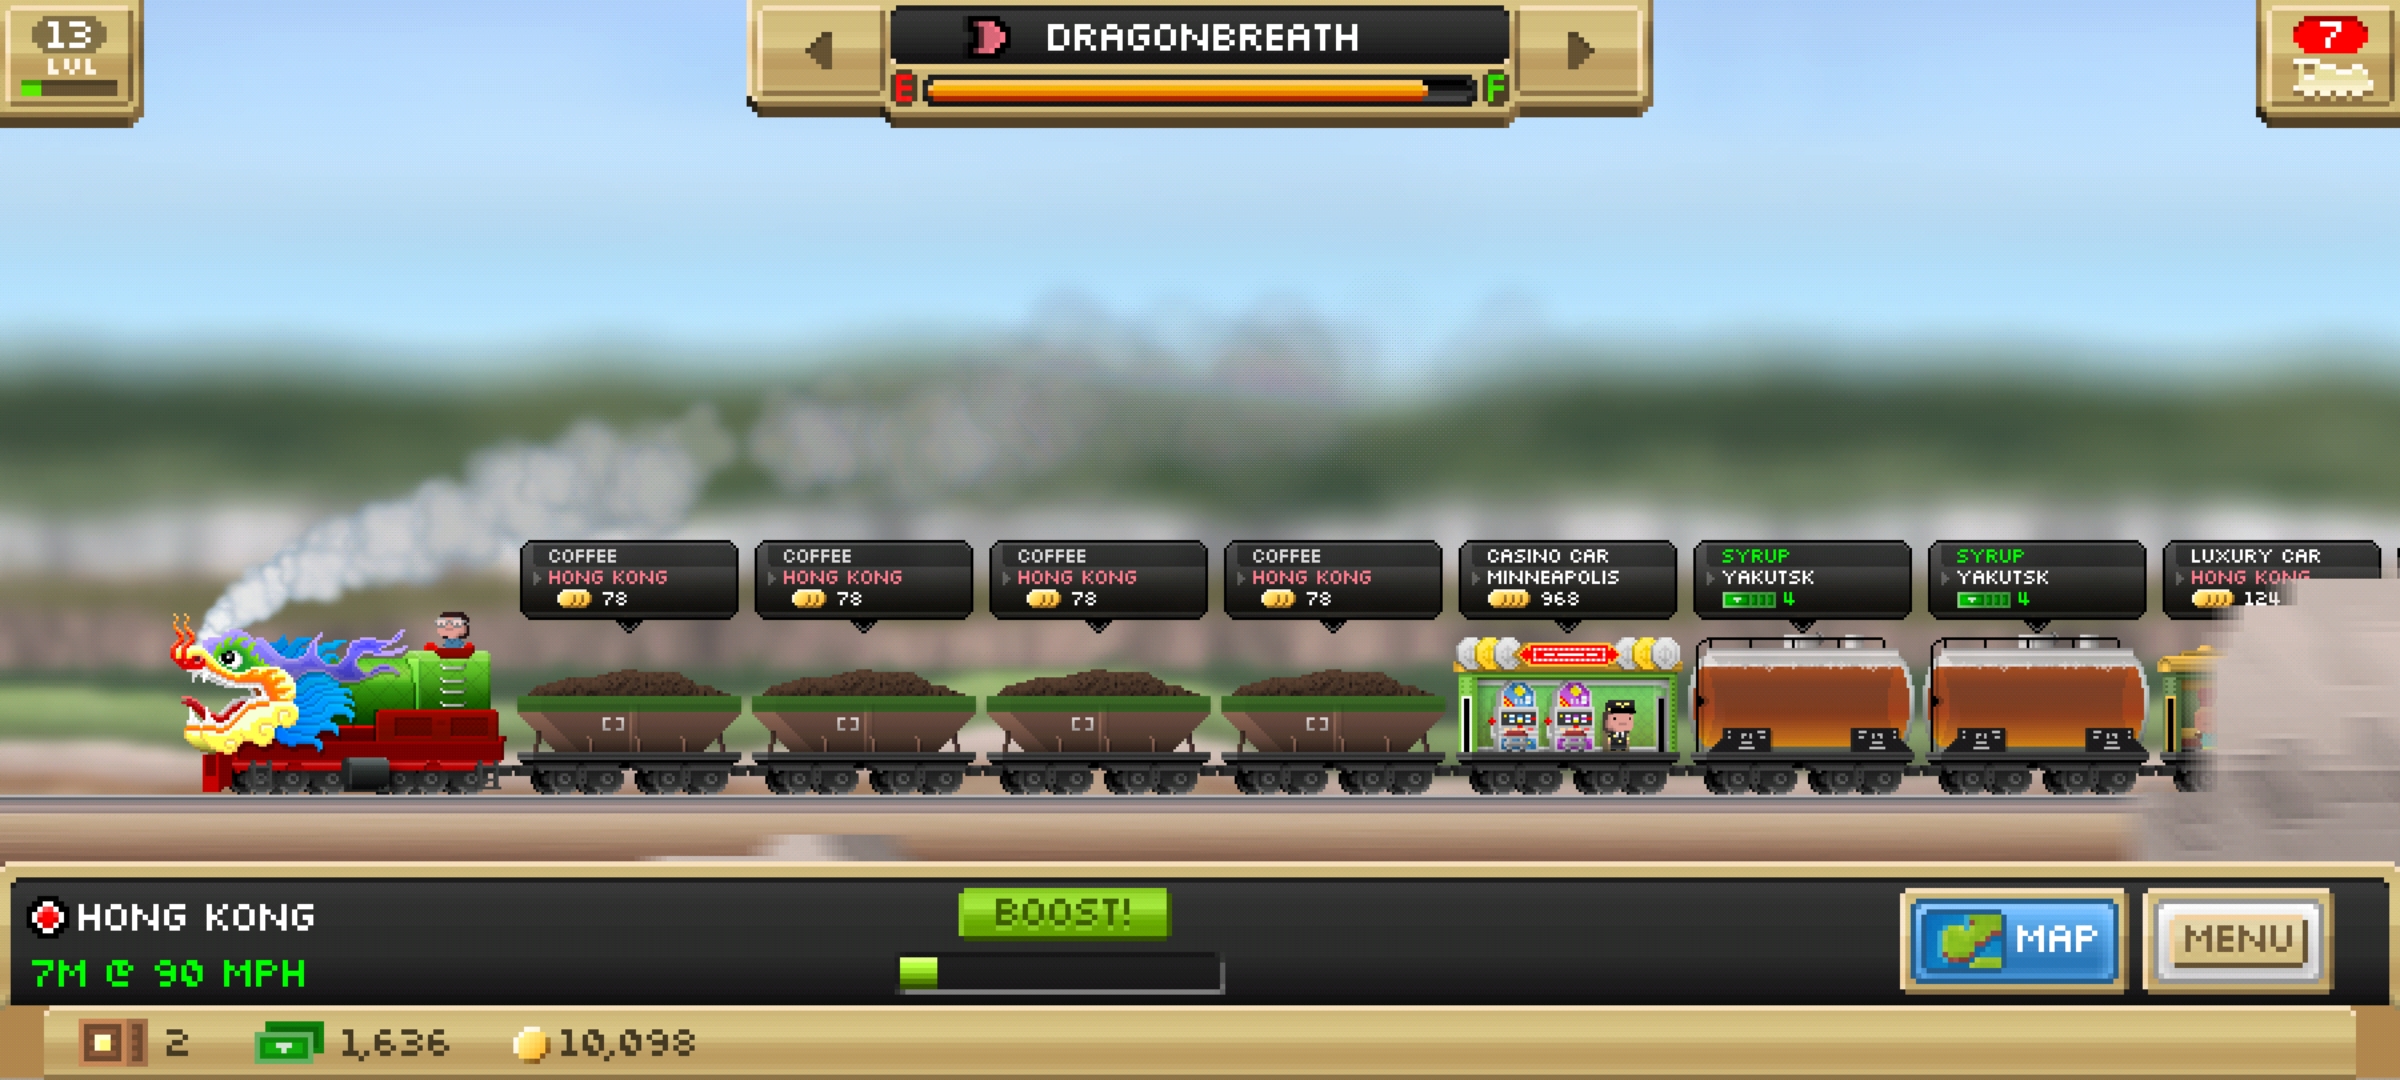 13
LVL
DRAGONBREATH
E F
7
COFFEE
HONG KONG
78
COFFEE
HONG KONG
78
COFFEE
HONG KONG
78
COFFEE
HONG KONG
78
CASINO CAR
MINNEAPOLIS
968
SYRUP
YAKUTSK
4
SYRUP
YAKUTSK
4
LUXURY CAR
HONG KONG
124
HONG KONG
7M @ 90 MPH
BOOST!
MAP
MENU
2
1,636
10,098